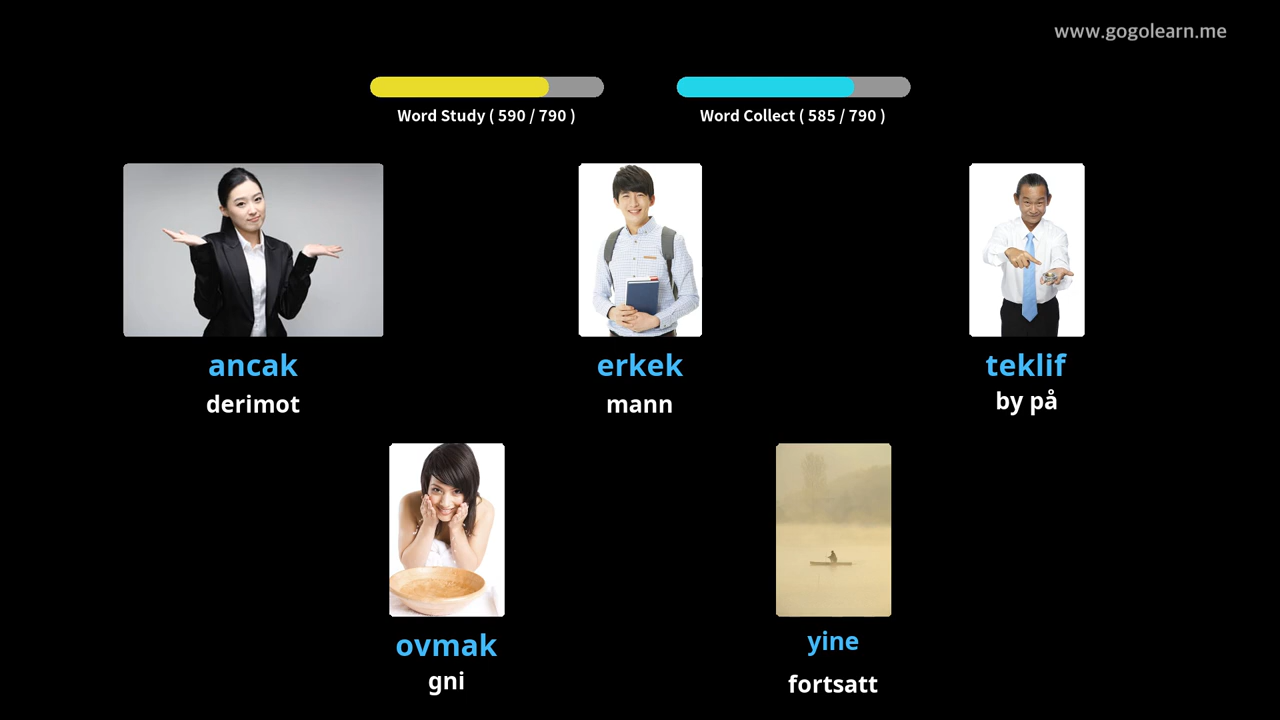 www.gogolearn.me
Word Study ( 590 / 790 )
Word Collect ( 585 / 790 )
ancak
derimot
erkek
mann
teklif
by på
ovmak
gni
yine
fortsatt